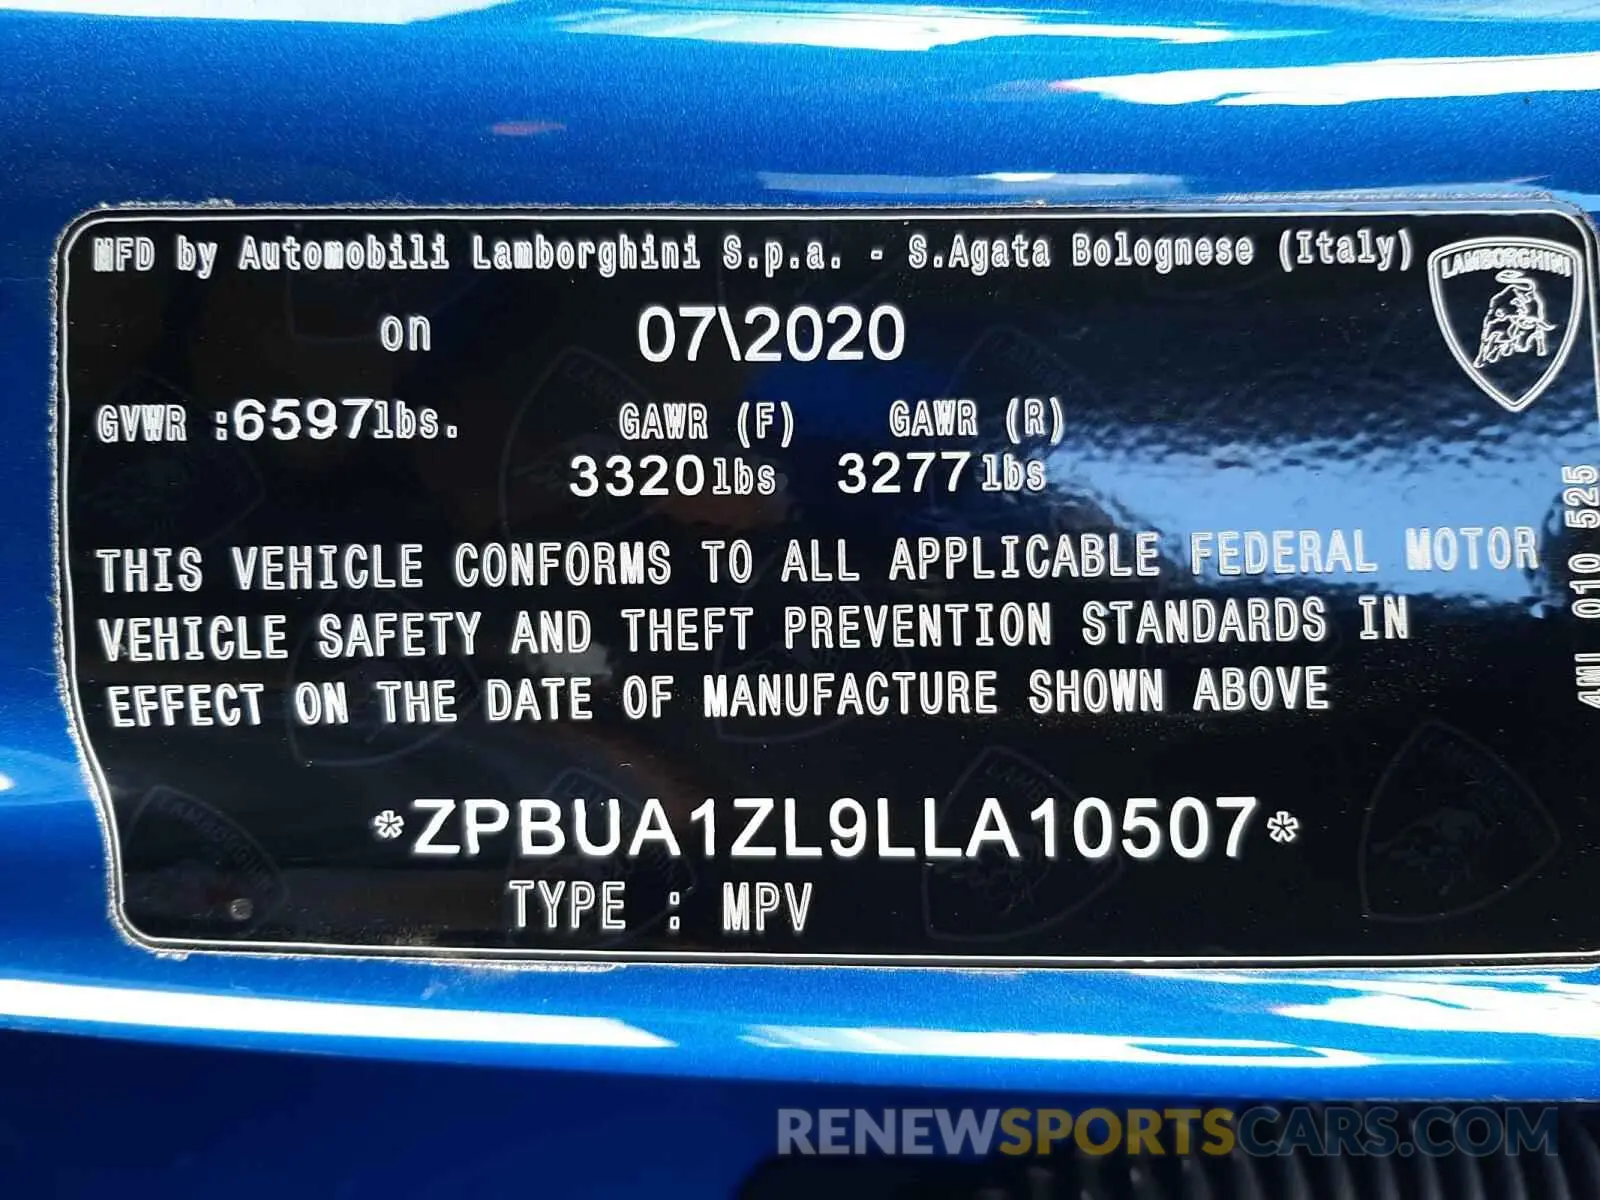 MFD by Automobili Lamborghini S.p.a. - S.Agata Bolognese (Italy)
LAMBORGHINI
on 07\2020
GVWR :6597lbs. GAWR (F) GAWR (R)
3320lbs 3277lbs
THIS VEHICLE CONFORMS TO ALL APPLICABLE FEDERAL MOTOR
VEHICLE SAFETY AND THEFT PREVENTION STANDARDS IN
EFFECT ON THE DATE OF MANUFACTURE SHOWN ABOVE
*ZPBUA1ZL9LLA10507*
TYPE : MPV
4ML 010 525
RENEWSPORTSCARS.COM